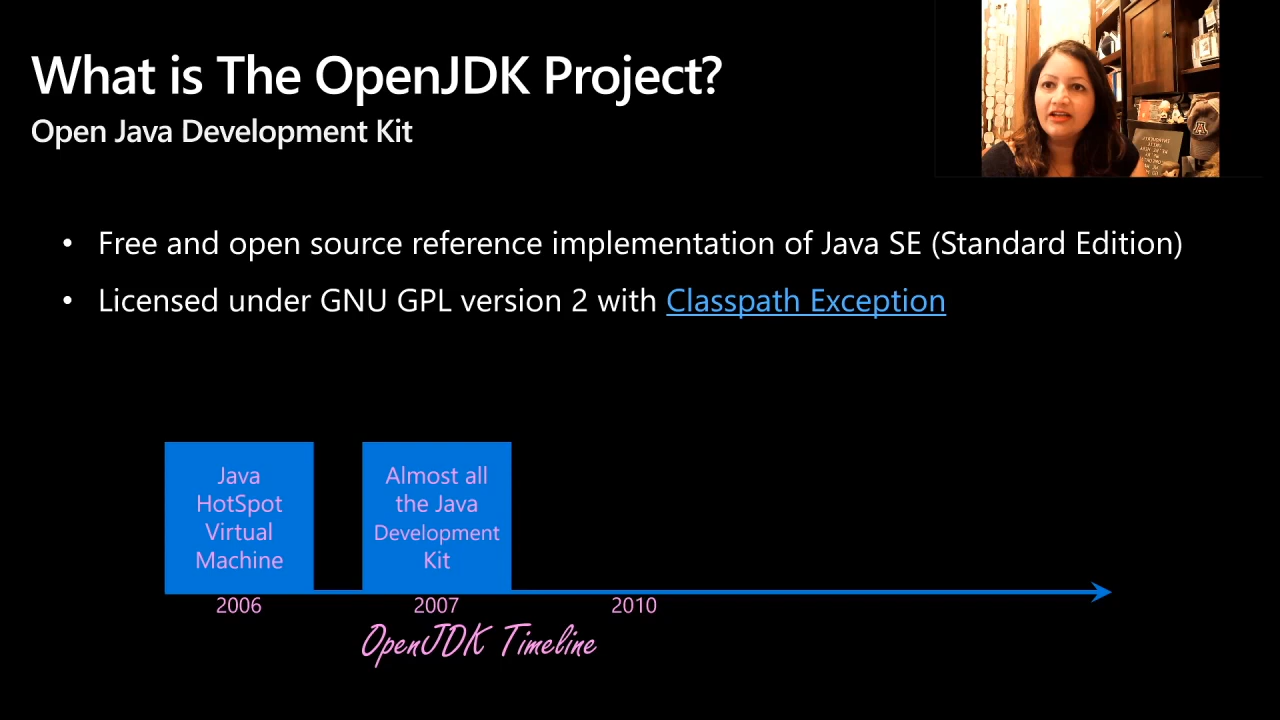 What is The OpenJDK Project?
Open Java Development Kit
• Free and open source reference implementation of Java SE (Standard Edition)
• Licensed under GNU GPL version 2 with Classpath Exception
Java
HotSpot
Virtual
Machine
Almost all
the Java
Development
Kit
2006
2007
2010
OpenJDK Timeline